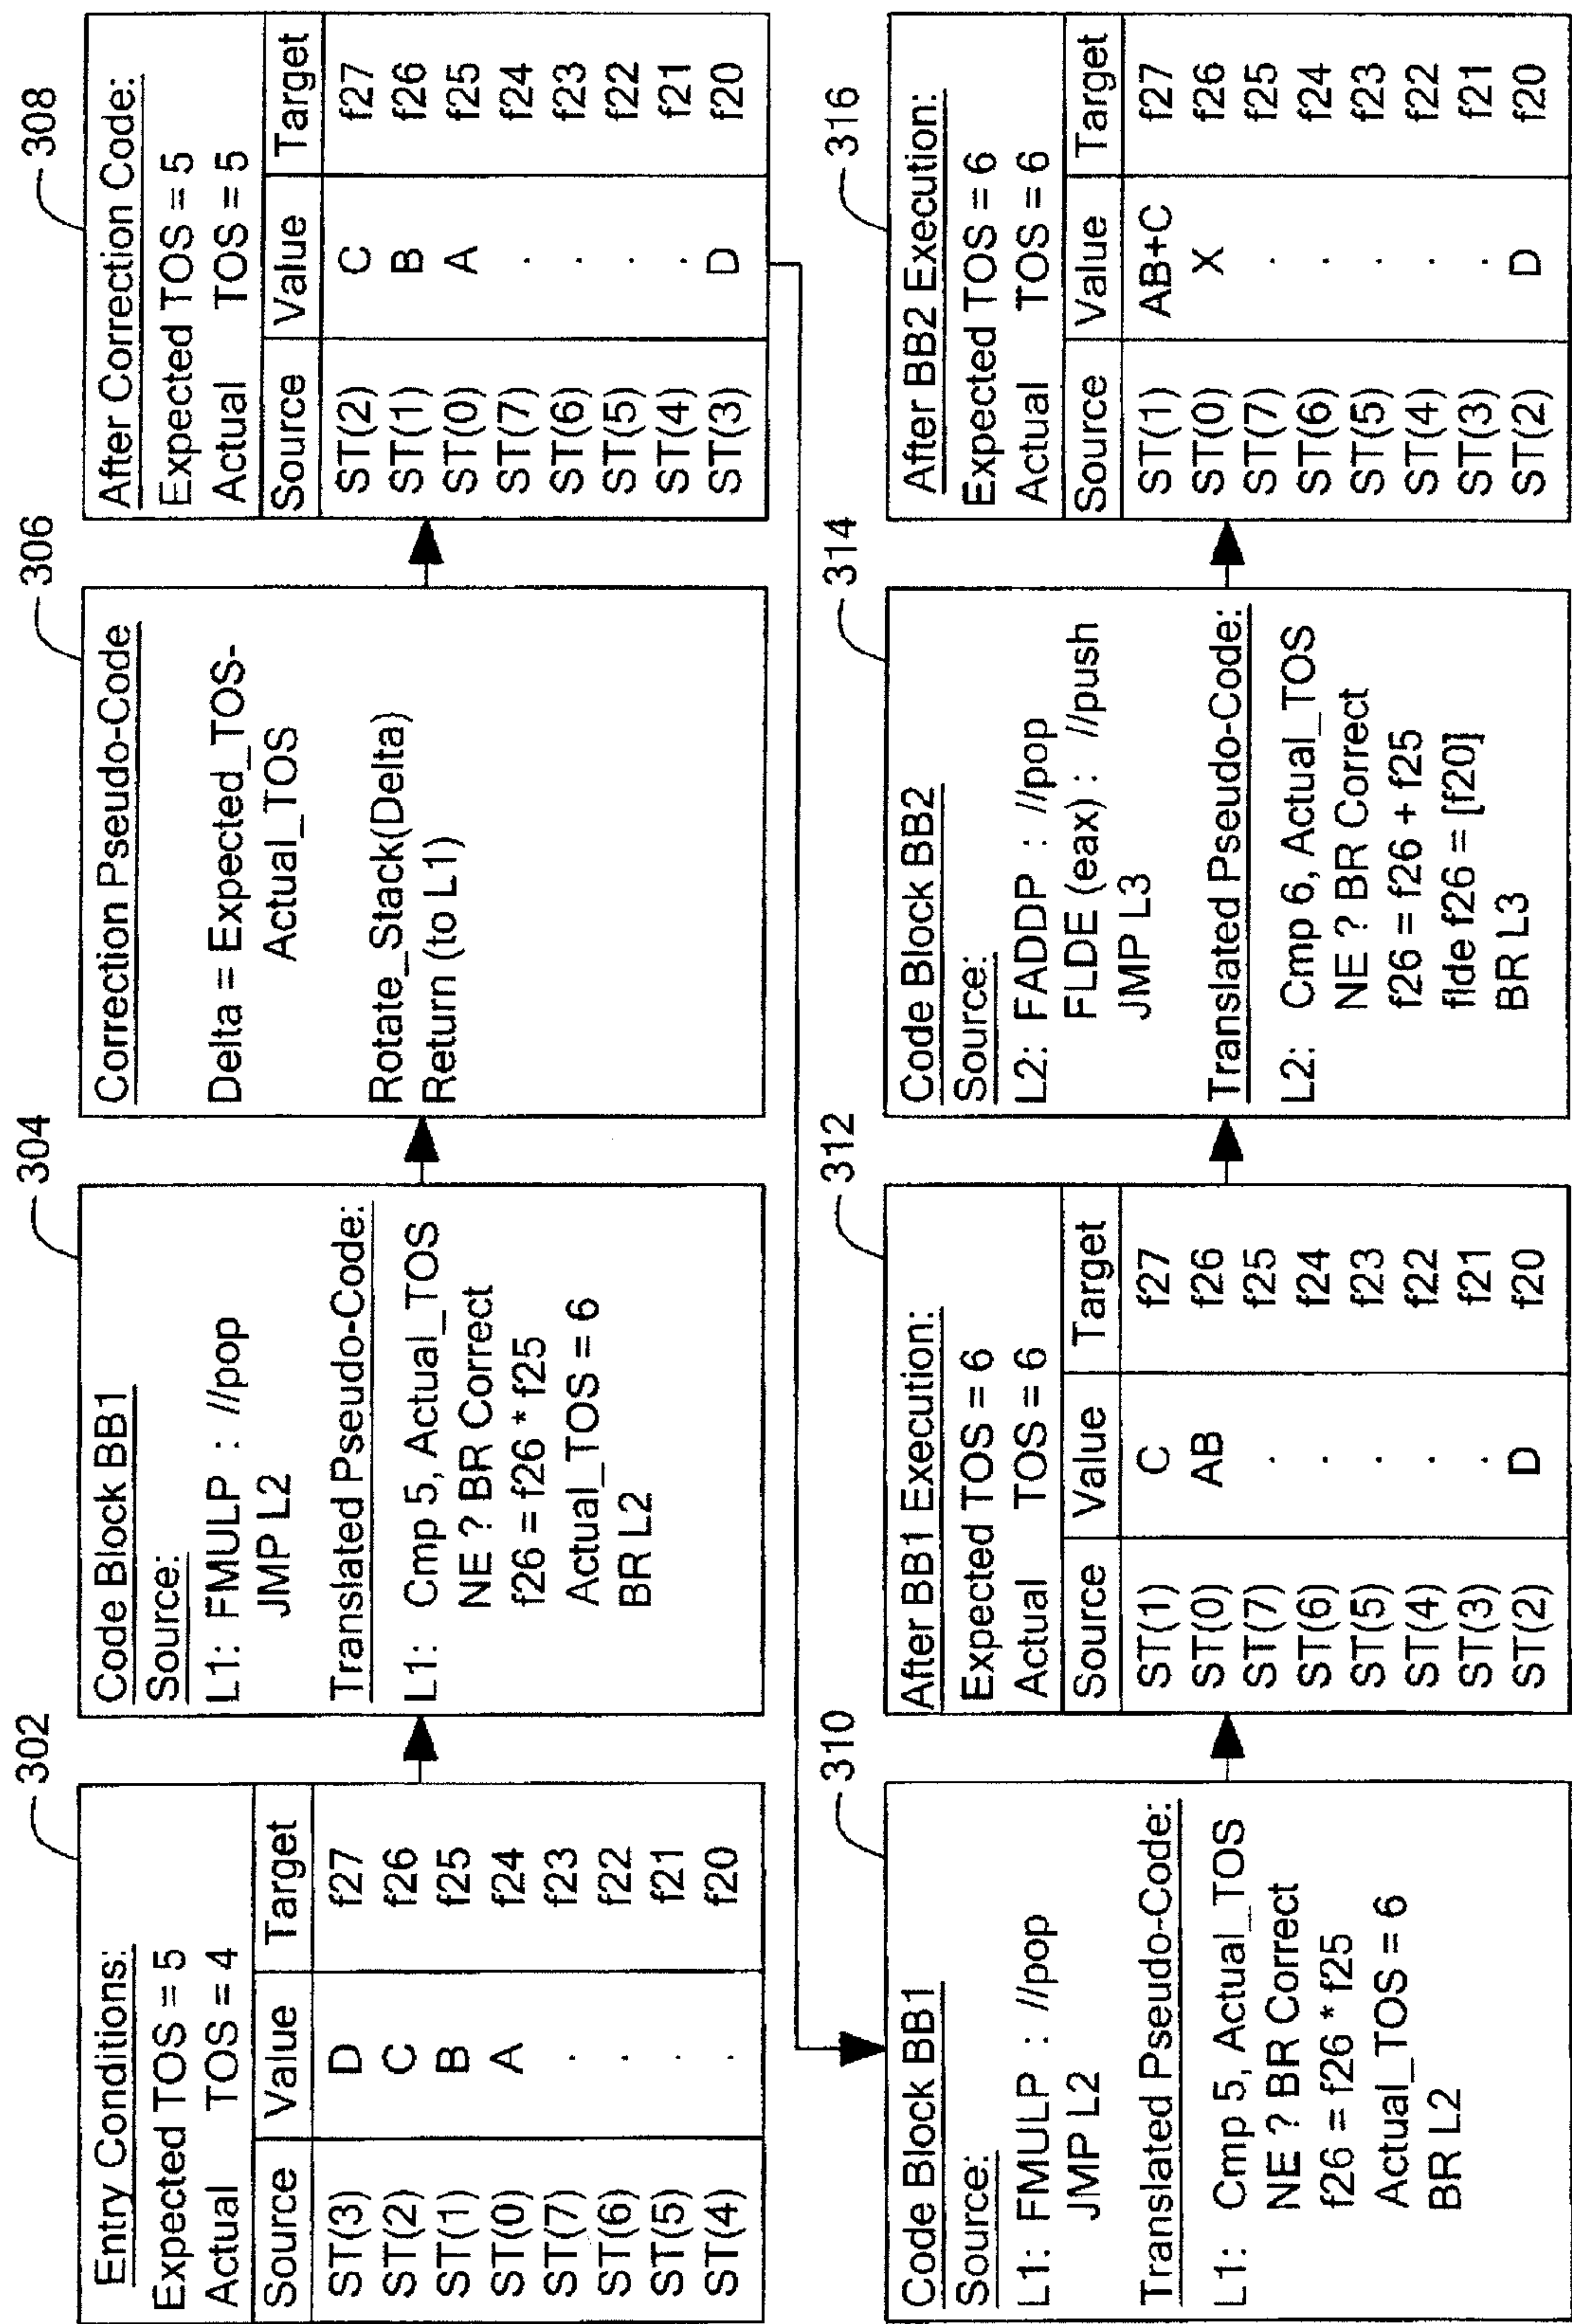 302
Entry Conditions:
Expected TOS = 5
Actual TOS = 4
Source Value Target
ST(3) D f27
ST(2) C f26
ST(1) B f25
ST(0) A f24
ST(7) . f23
ST(6) . f22
ST(5) . f21
ST(4) . f20
304
Code Block BB1
Source:
L1: FMULP : //pop
JMP L2
Translated Pseudo-Code:
L1: Cmp 5, Actual_TOS
NE ? BR Correct
f26 = f26 * f25
Actual_TOS = 6
BR L2
306
Correction Pseudo-Code
Delta = Expected_TOS-
Actual_TOS
Rotate_Stack(Delta)
Return (to L1)
308
After Correction Code:
Expected TOS = 5
Actual TOS = 5
Source Value Target
ST(2) C f27
ST(1) B f26
ST(0) A f25
ST(7) . f24
ST(6) . f23
ST(5) . f22
ST(4) . f21
ST(3) D f20
310
Code Block BB1
Source:
L1: FMULP : //pop
JMP L2
Translated Pseudo-Code:
L1: Cmp 5, Actual_TOS
NE ? BR Correct
f26 = f26 * f25
Actual_TOS = 6
BR L2
312
After BB1 Execution:
Expected TOS = 6
Actual TOS = 6
Source Value Target
ST(1) C f27
ST(0) AB f26
ST(7) . f25
ST(6) . f24
ST(5) . f23
ST(4) . f22
ST(3) . f21
ST(2) D f20
314
Code Block BB2
Source:
L2: FADDP : //pop
FLDE (eax) : //push
JMP L3
Translated Pseudo-Code:
L2: Cmp 6, Actual_TOS
NE ? BR Correct
f26 = f26 + f25
flde f26 = [f20]
BR L3
316
After BB2 Execution:
Expected TOS = 6
Actual TOS = 6
Source Value Target
ST(1) AB+C f27
ST(0) X f26
ST(7) . f25
ST(6) . f24
ST(5) . f23
ST(4) . f22
ST(3) . f21
ST(2) D f20